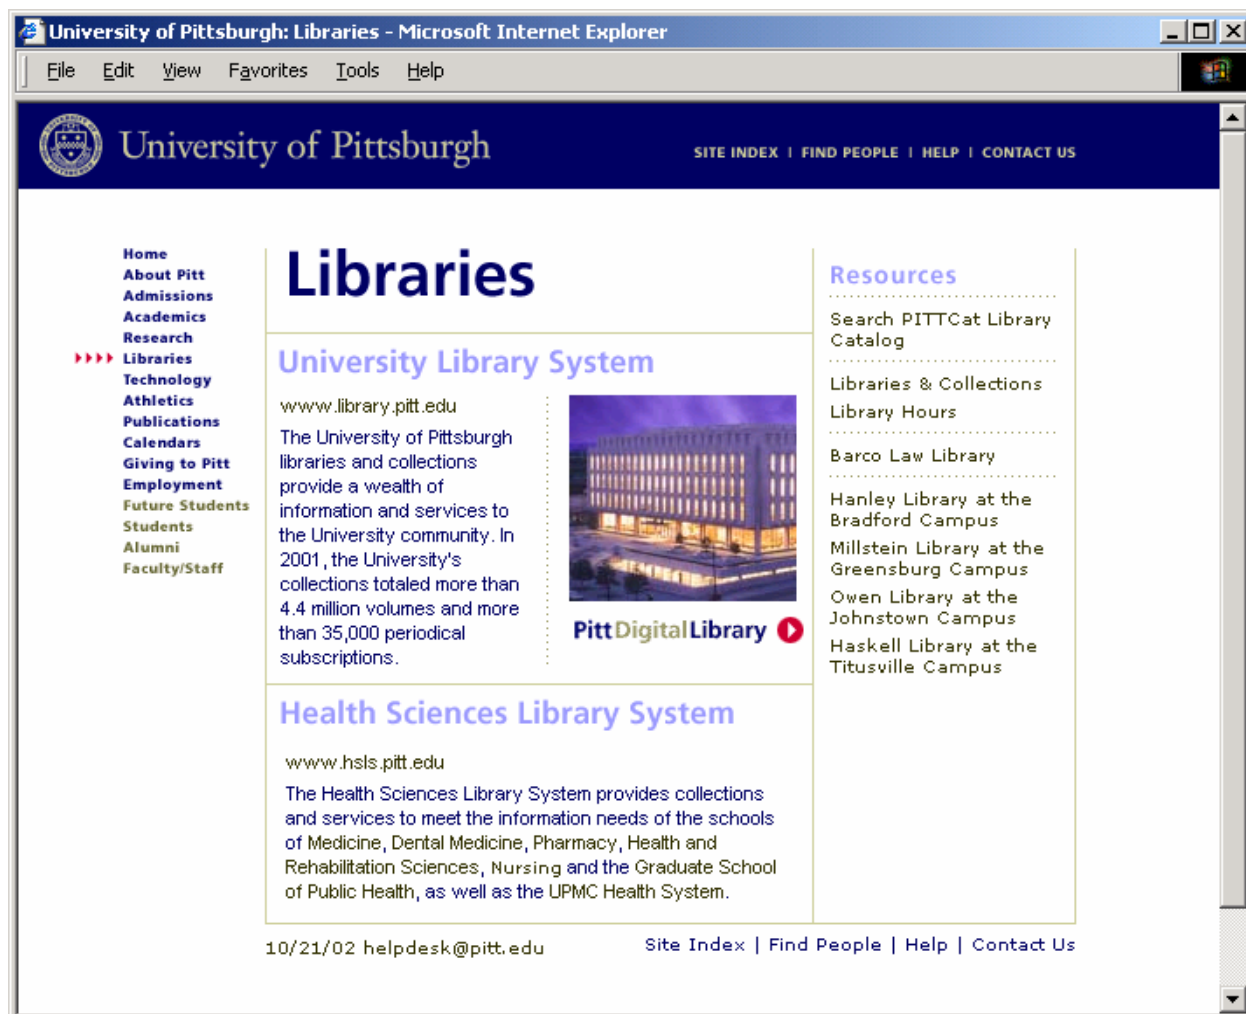 University of Pittsburgh: Libraries - Microsoft Internet Explorer
File Edit View Favorites Tools Help
University of Pittsburgh
SITE INDEX | FIND PEOPLE | HELP | CONTACT US
Home
About Pitt
Admissions
Academics
Research
Libraries
Technology
Athletics
Publications
Calendars
Giving to Pitt
Employment
Future Students
Students
Alumni
Faculty/Staff
Libraries
University Library System
www.library.pitt.edu
The University of Pittsburgh
libraries and collections
provide a wealth of
information and services to
the University community. In
2001, the University's
collections totaled more than
4.4 million volumes and more
than 35,000 periodical
subscriptions.
PittDigitalLibrary
Health Sciences Library System
www.hsls.pitt.edu
The Health Sciences Library System provides collections
and services to meet the information needs of the schools
of Medicine, Dental Medicine, Pharmacy, Health and
Rehabilitation Sciences, Nursing and the Graduate School
of Public Health, as well as the UPMC Health System.
Resources
Search PITTCat Library
Catalog
Libraries & Collections
Library Hours
Barco Law Library
Hanley Library at the
Bradford Campus
Millstein Library at the
Greensburg Campus
Owen Library at the
Johnstown Campus
Haskell Library at the
Titusville Campus
10/21/02 helpdesk@pitt.edu
Site Index | Find People | Help | Contact Us